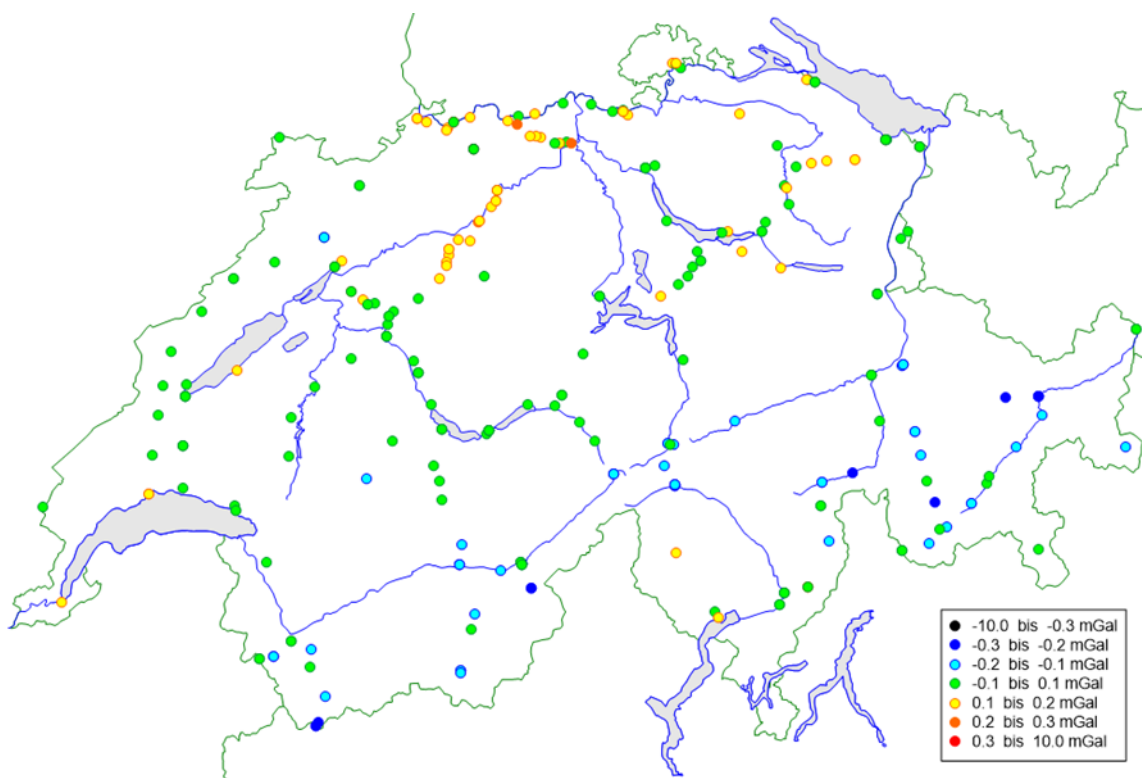 -10.0 bis -0.3 mGal
-0.3 bis -0.2 mGal
-0.2 bis -0.1 mGal
-0.1 bis 0.1 mGal
0.1 bis 0.2 mGal
0.2 bis 0.3 mGal
0.3 bis 10.0 mGal